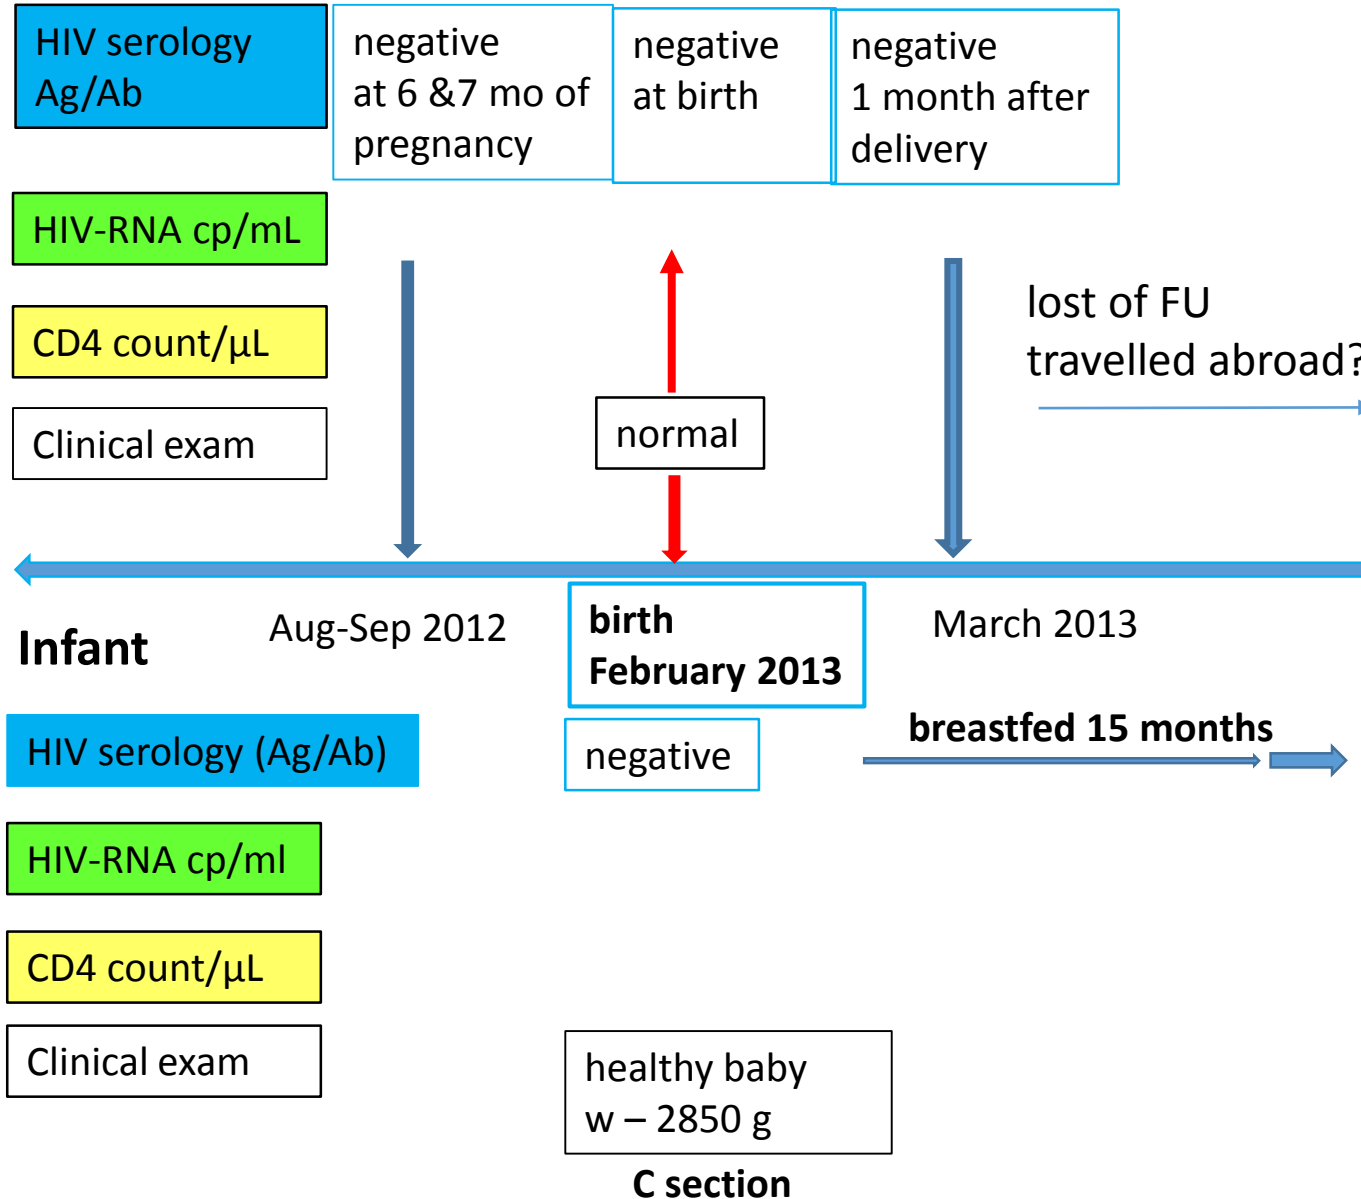 HIV serology
Ag/Ab
negative
at 6 &7 mo of
pregnancy
negative
at birth
negative
1 month after
delivery
HIV-RNA cp/mL
CD4 count/µL
Clinical exam
normal
lost of FU
travelled abroad?
Infant
Aug-Sep 2012
birth
February 2013
March 2013
HIV serology (Ag/Ab)
negative
breastfed 15 months
HIV-RNA cp/ml
CD4 count/µL
Clinical exam
healthy baby
w – 2850 g
C section